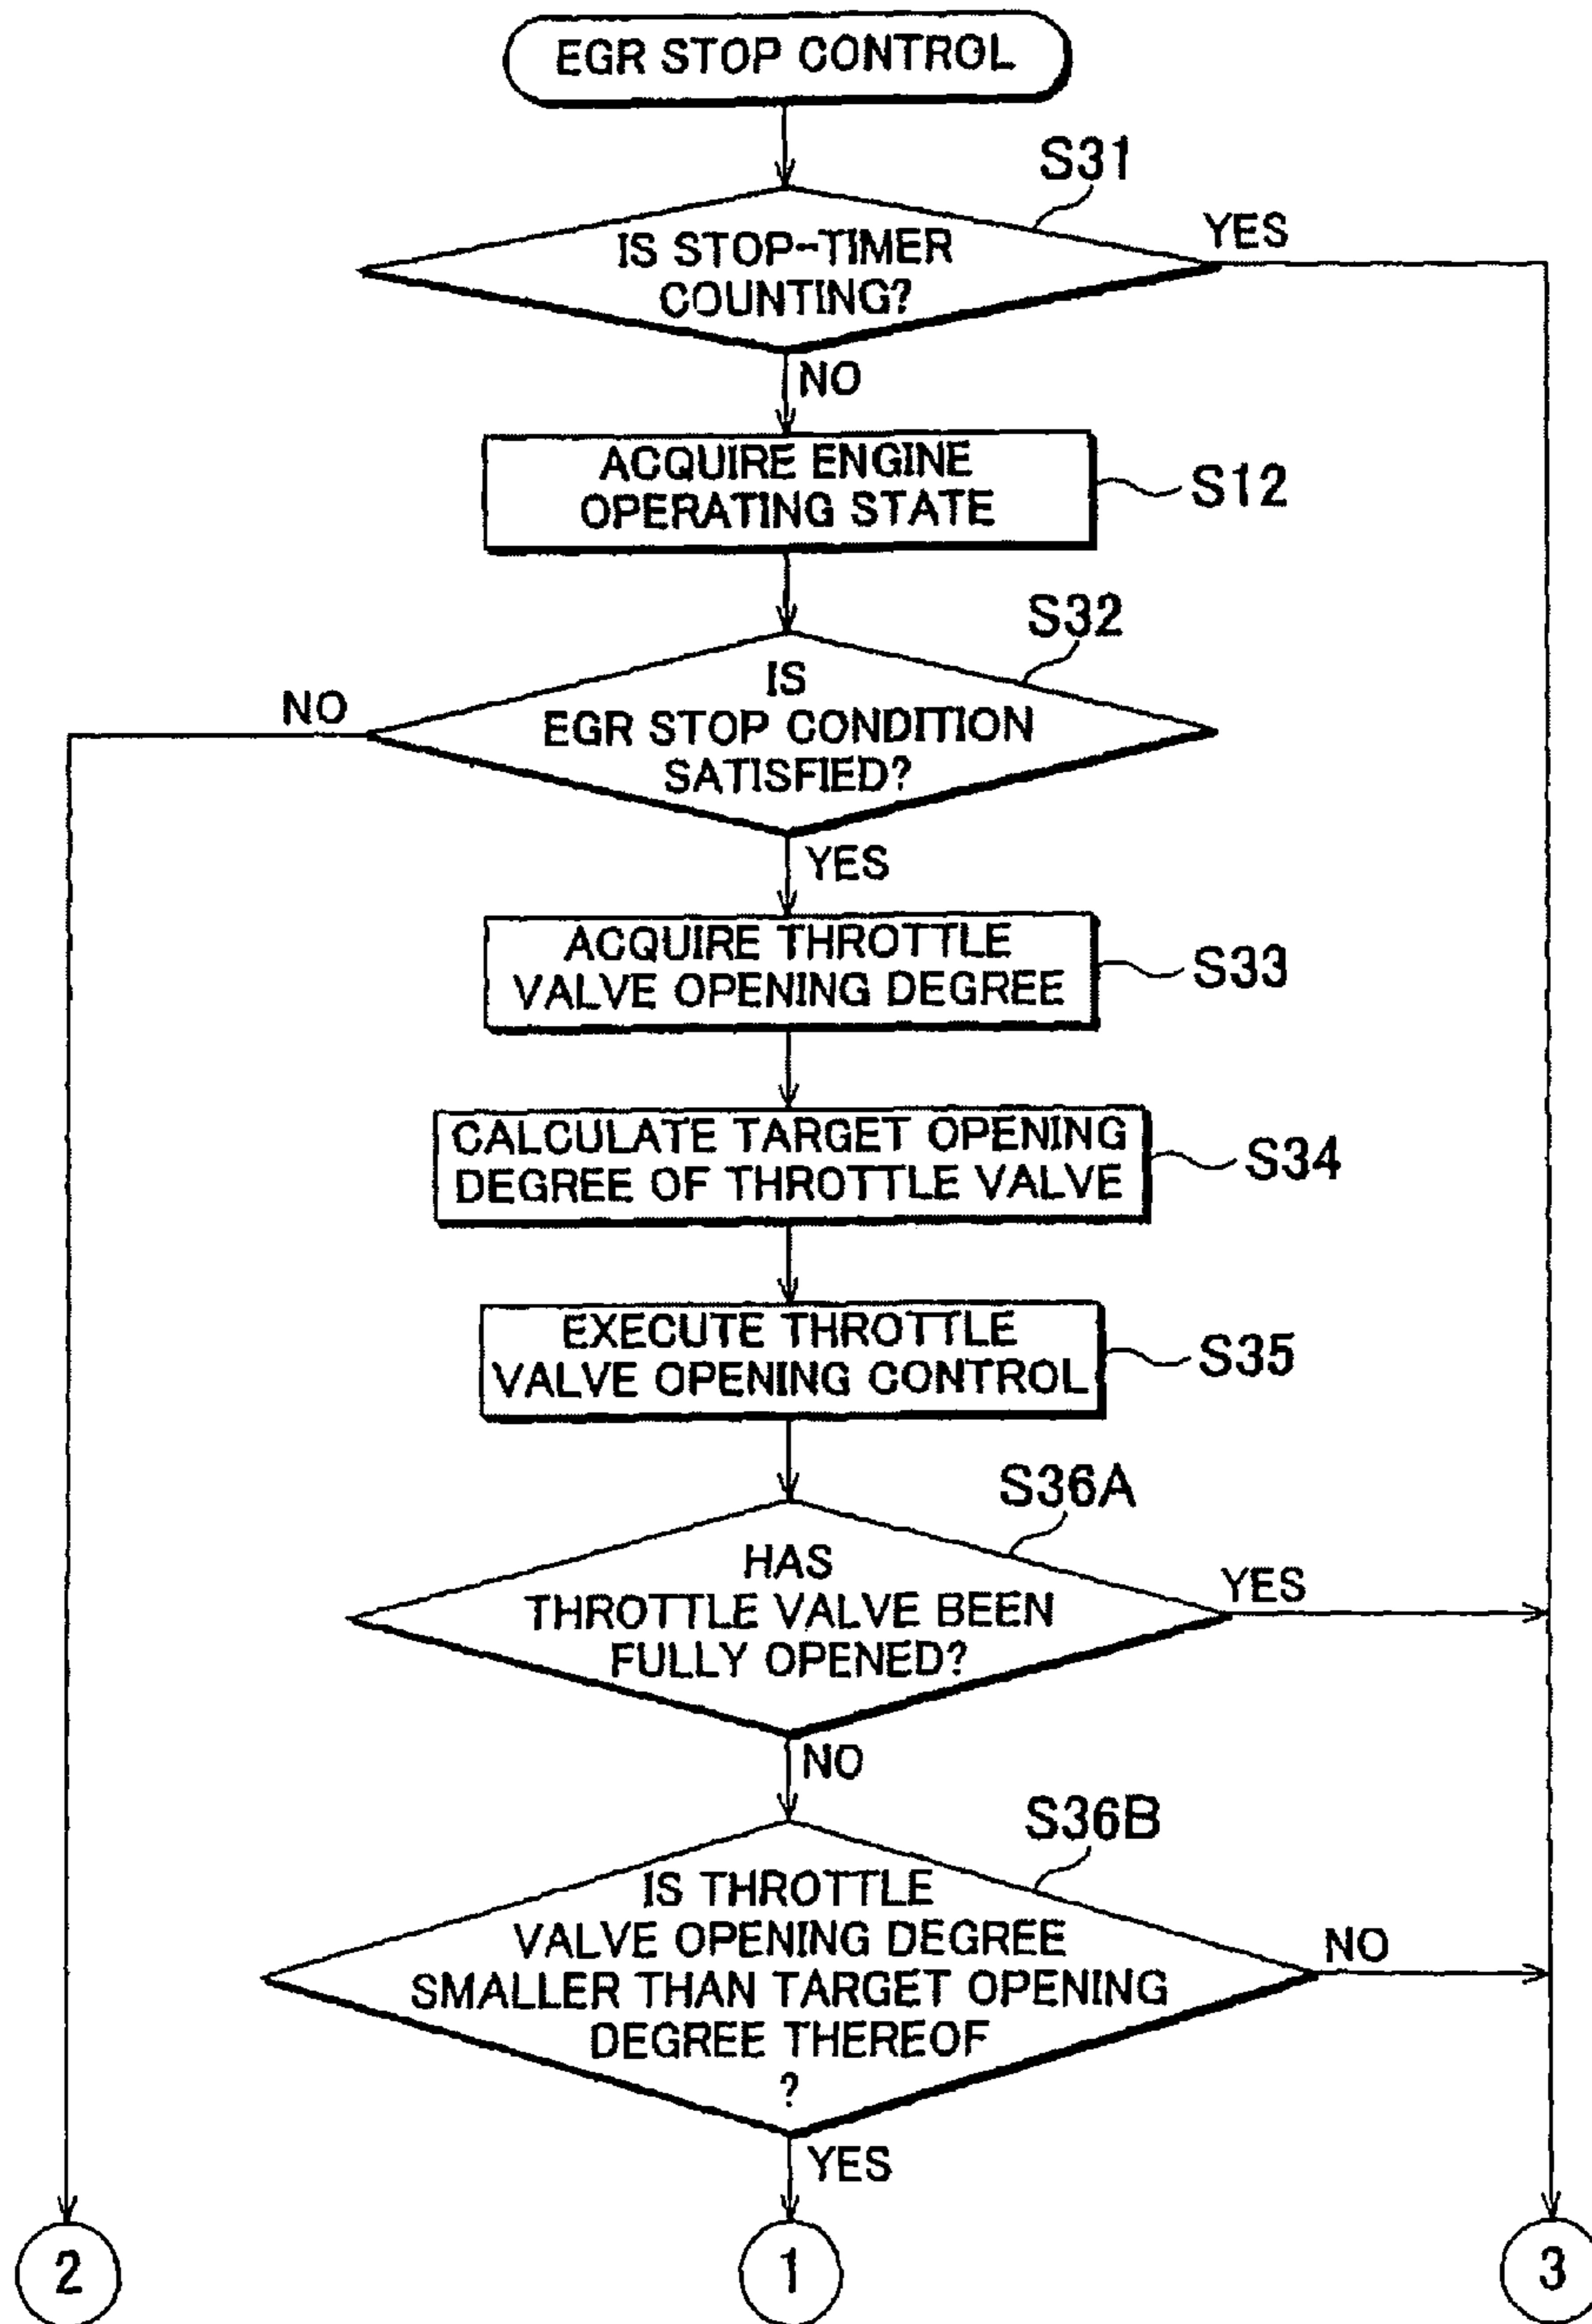 EGR STOP CONTROL
S31
IS STOP-TIMER
COUNTING?
YES
NO
ACQUIRE ENGINE
OPERATING STATE
S12
S32
IS
EGR STOP CONDITION
SATISFIED?
NO
YES
ACQUIRE THROTTLE
VALVE OPENING DEGREE
S33
CALCULATE TARGET OPENING
DEGREE OF THROTTLE VALVE
S34
EXECUTE THROTTLE
VALVE OPENING CONTROL
S35
S36A
HAS
THROTTLE VALVE BEEN
FULLY OPENED?
YES
NO
S36B
IS THROTTLE
VALVE OPENING DEGREE
SMALLER THAN TARGET OPENING
DEGREE THEREOF
?
NO
YES
2
1
3